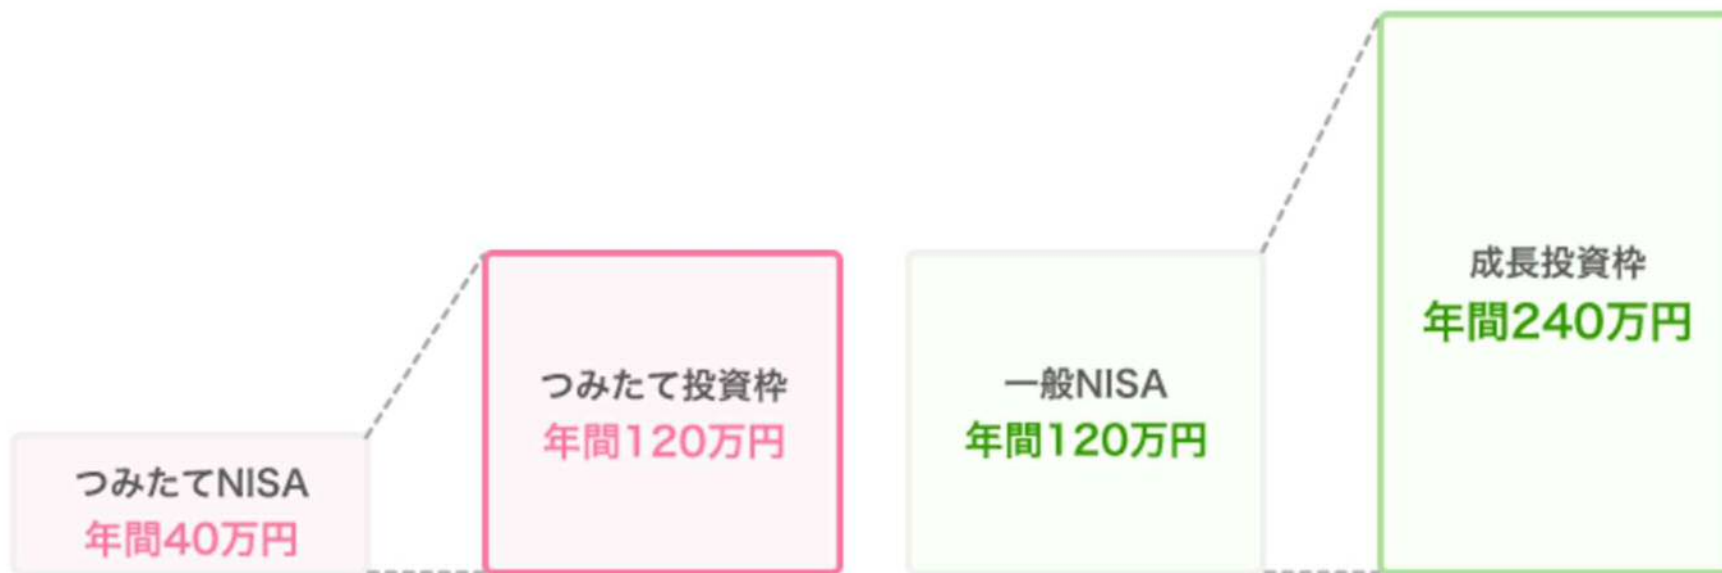 つみたてNISA
年間40万円
つみたて投資枠
年間120万円
一般NISA
年間120万円
成長投資枠
年間240万円